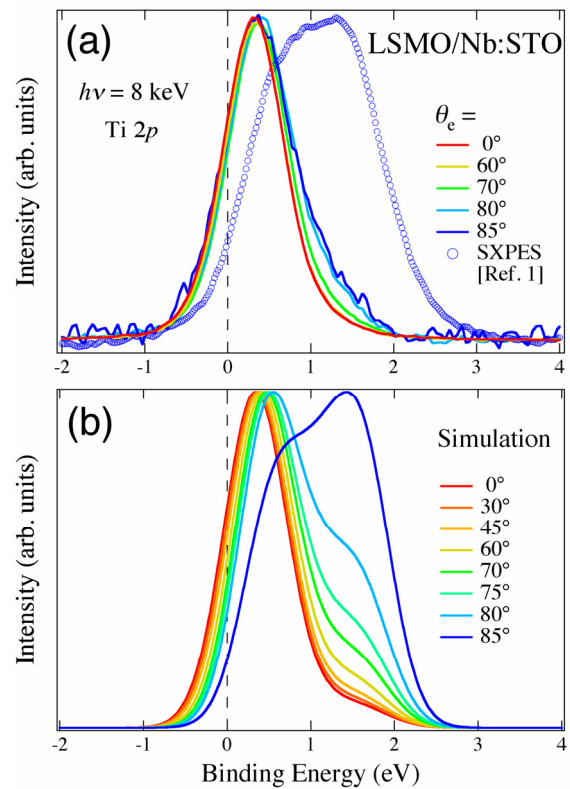 (a)
LSMO/Nb:STO
hν = 8 keV
Ti 2p
θe =
0°
60°
70°
80°
85°
SXPES
[Ref. 1]
Intensity (arb. units)
-2 -1 0 1 2 3 4
(b)
Simulation
0°
30°
45°
60°
70°
75°
80°
85°
Intensity (arb. units)
-2 -1 0 1 2 3 4
Binding Energy (eV)